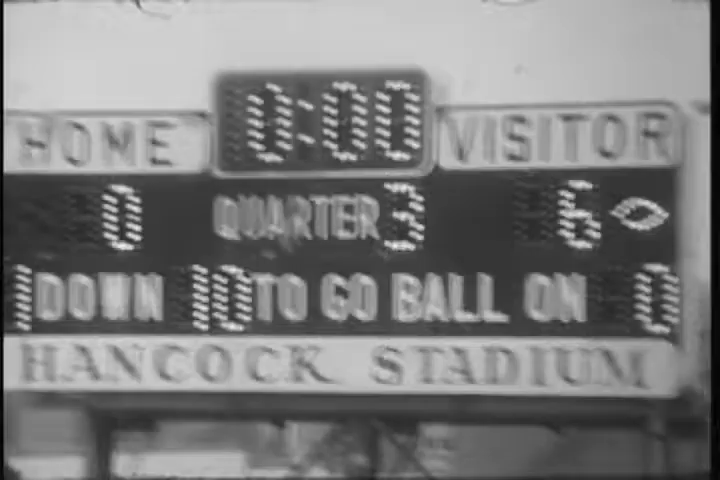 0:00
HOME VISITOR
0 QUARTER 3 6
1 DOWN 10 TO GO BALL ON 0
HANCOCK STADIUM